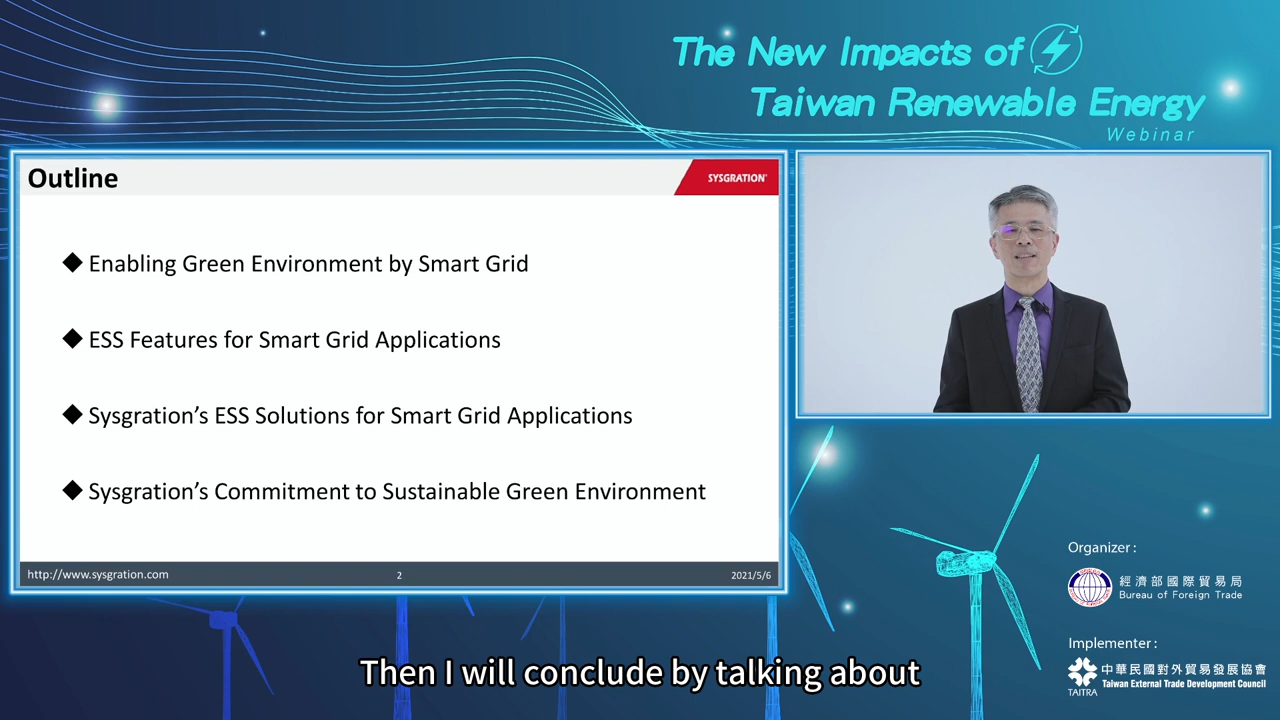 The New Impacts of
Taiwan Renewable Energy
Webinar
Outline
SYSGRATION
◆ Enabling Green Environment by Smart Grid
◆ ESS Features for Smart Grid Applications
◆ Sysgration's ESS Solutions for Smart Grid Applications
◆ Sysgration's Commitment to Sustainable Green Environment
http://www.sysgration.com 2 2021/5/6
Organizer :
經濟部國際貿易局
Bureau of Foreign Trade
Implementer :
中華民國對外貿易發展協會
Taiwan External Trade Development Council
TAITRA
Then I will conclude by talking about